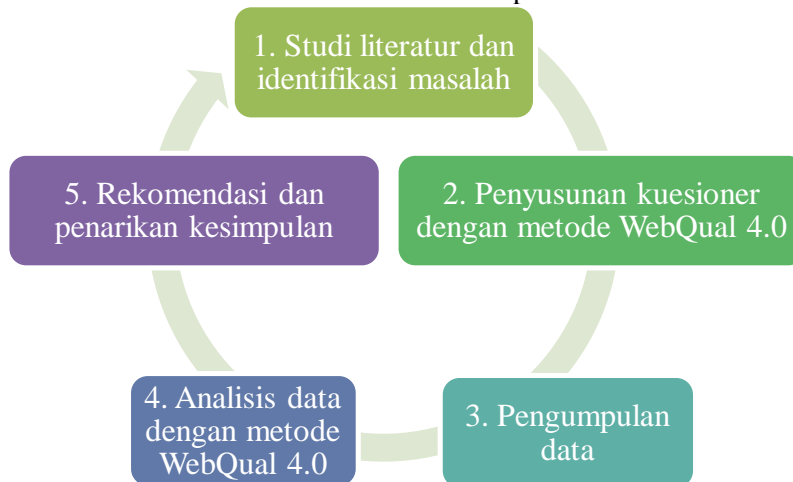 1. Studi literatur dan
identifikasi masalah
2. Penyusunan kuesioner
dengan metode WebQual 4.0
3. Pengumpulan
data
4. Analisis data
dengan metode
WebQual 4.0
5. Rekomendasi dan
penarikan kesimpulan